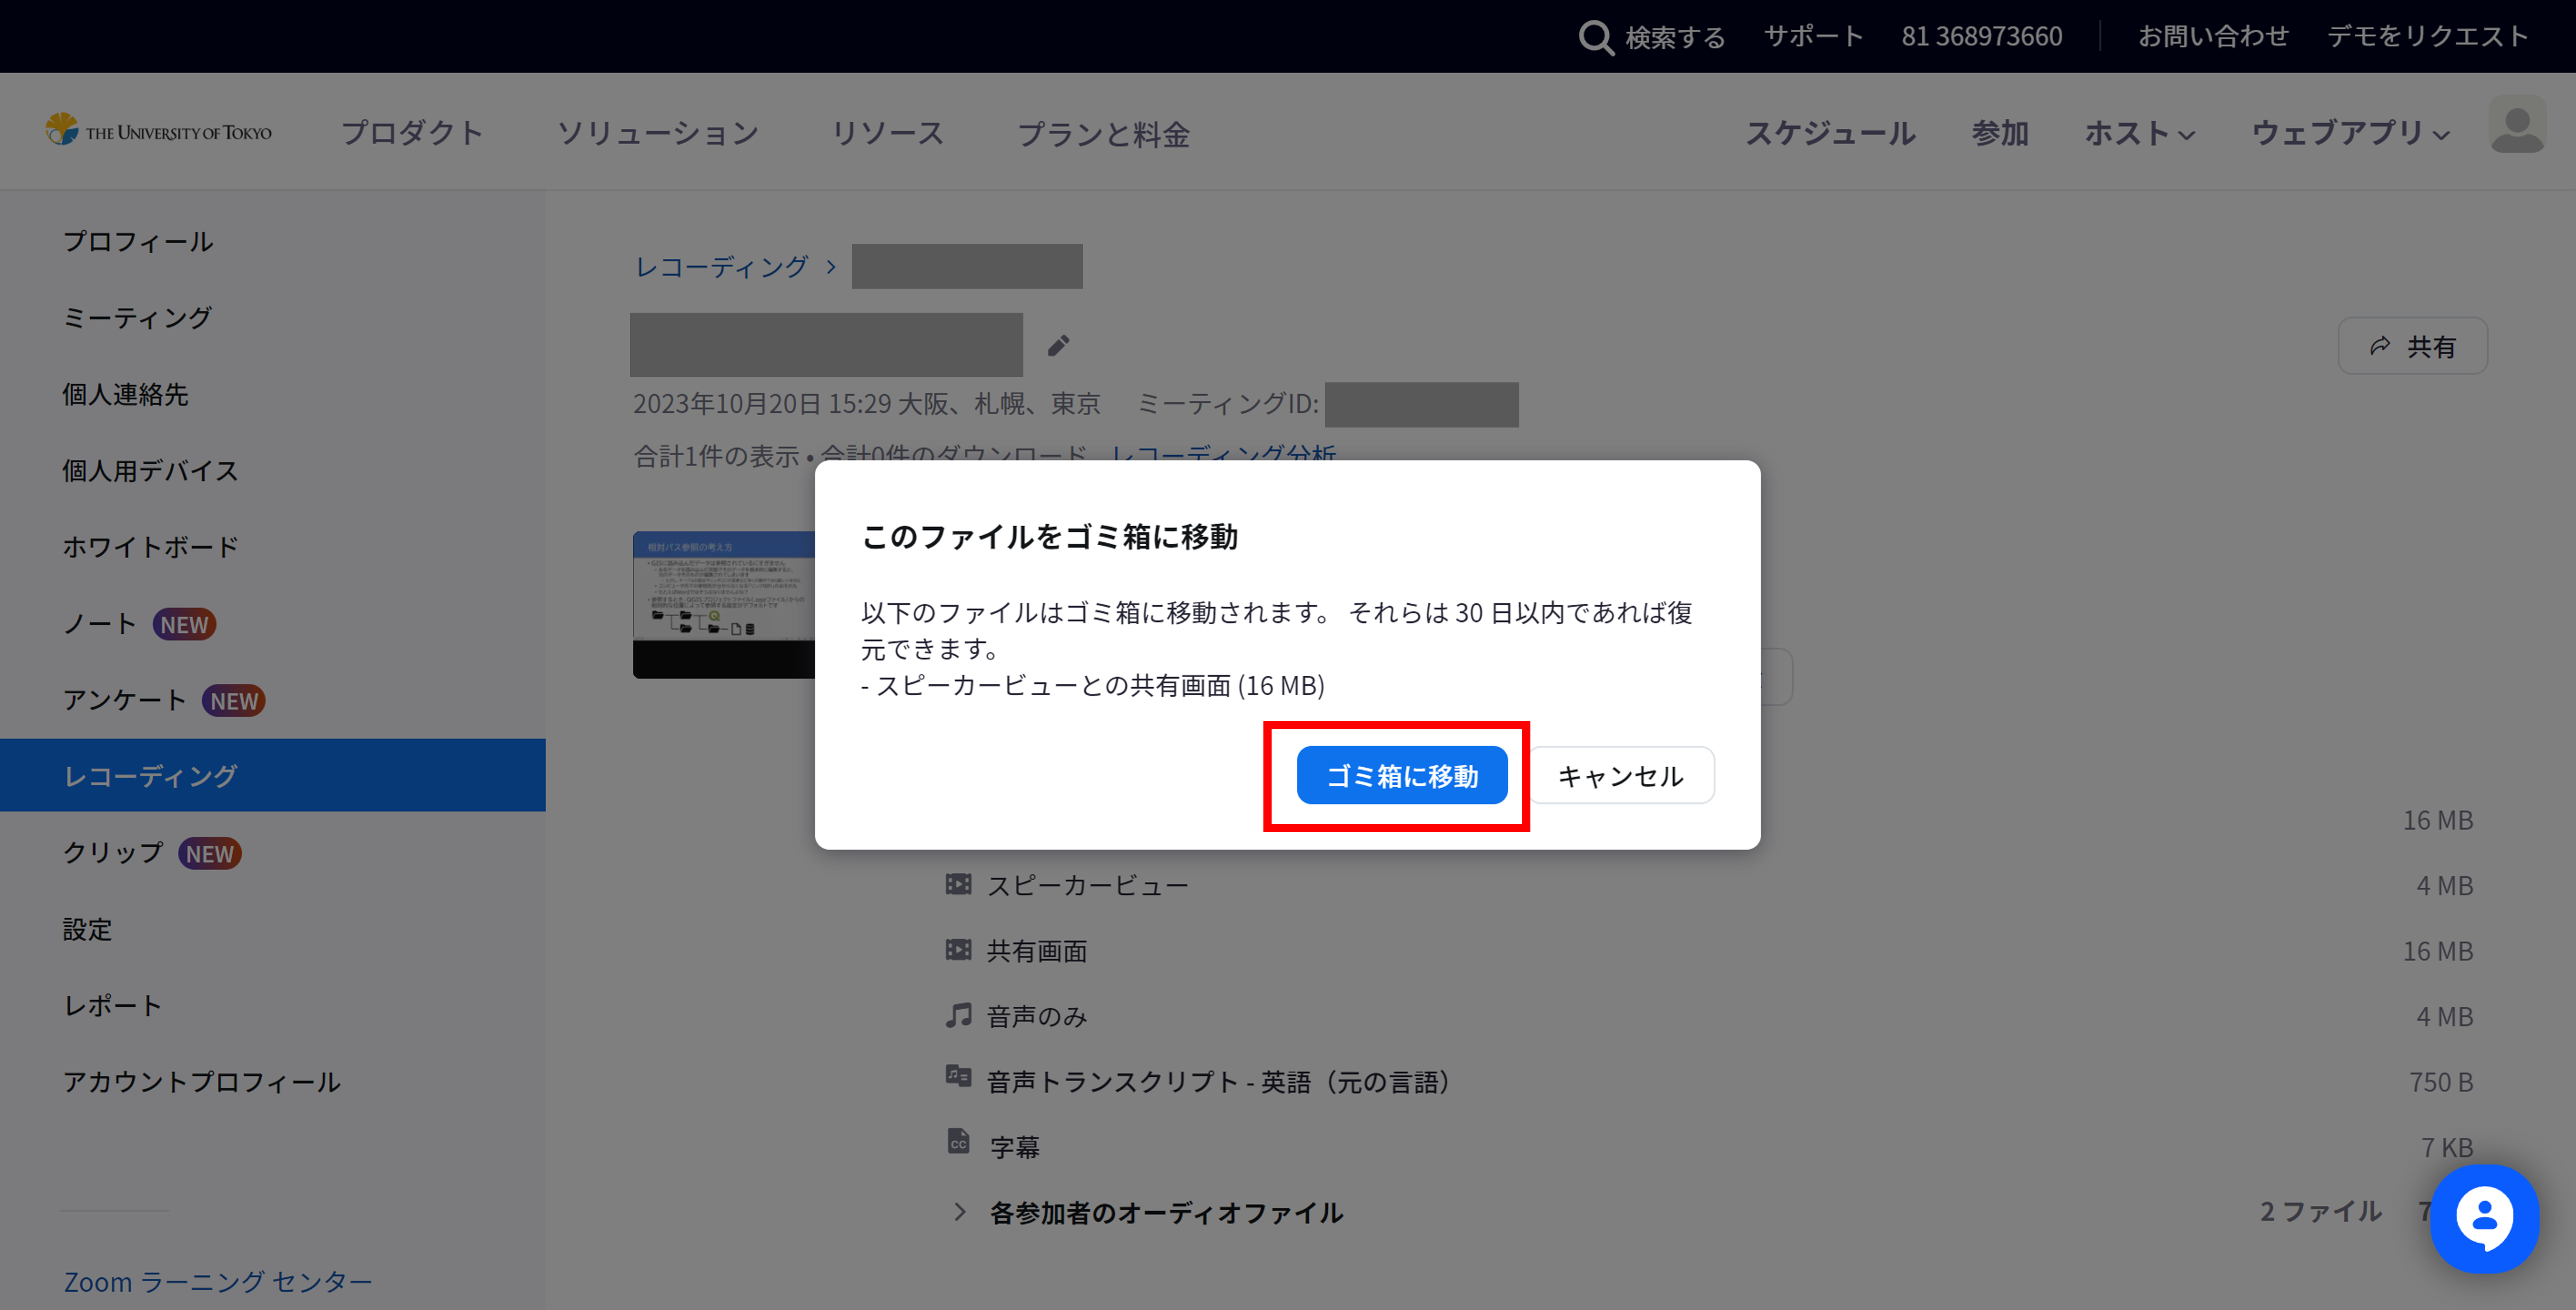 検索する サポート 81 368973660 お問い合わせ デモをリクエスト
THE UNIVERSITY OF TOKYO プロダクト ソリューション リソース プランと料金 スケジュール 参加 ホスト ウェブアプリ
プロフィール
ミーティング
個人連絡先
個人用デバイス
ホワイトボード
ノート NEW
アンケート NEW
レコーディング
クリップ NEW
設定
レポート
アカウントプロフィール
Zoom ラーニング センター
レコーディング >
共有
2023年10月20日 15:29 大阪、札幌、東京 ミーティングID:
合計1件の表示 • 合計0件のダウンロード レコーディング分析
相対パス参照の考え方
このファイルをゴミ箱に移動
以下のファイルはゴミ箱に移動されます。 それらは 30 日以内であれば復
元できます。
- スピーカービューとの共有画面 (16 MB)
ゴミ箱に移動 キャンセル
16 MB
スピーカービュー 4 MB
共有画面 16 MB
音声のみ 4 MB
音声トランスクリプト - 英語（元の言語） 750 B
CC 字幕 7 KB
各参加者のオーディオファイル 2 ファイル 7